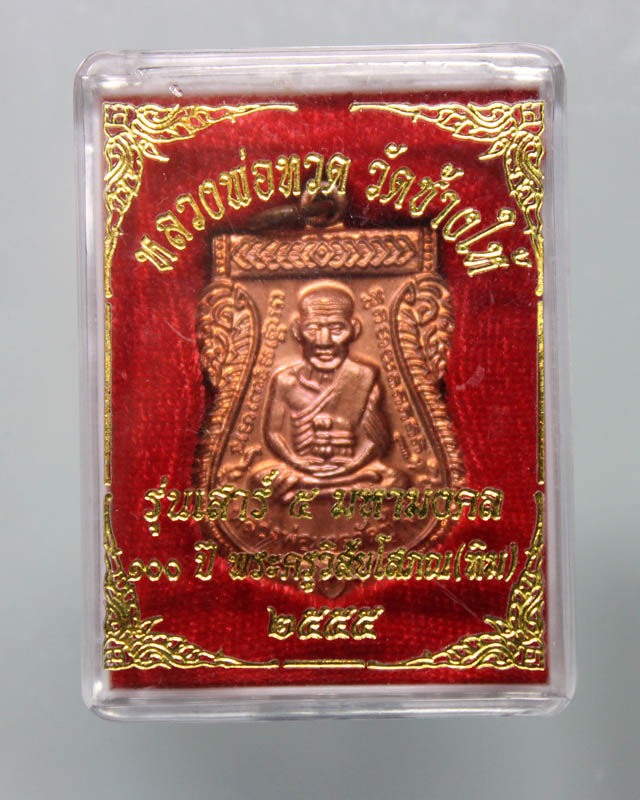 หลวงพ่อทวด วัดช้างให้
รุ่นเสาร์ ๕ มหามงคล
๑๐๐ ปี พระครูวิสัยโสภณ(ทิม)
๒๕๕๕